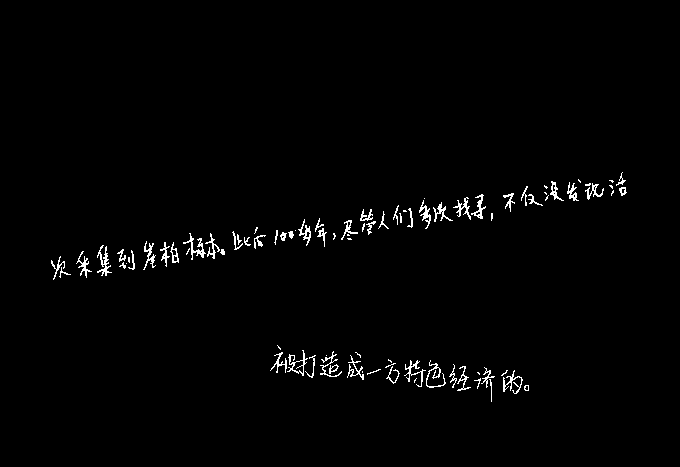 次采集到崖柏标本。此后100多年,尽管人们多次找寻,不仅没发现活
被打造成一方特色经济的。